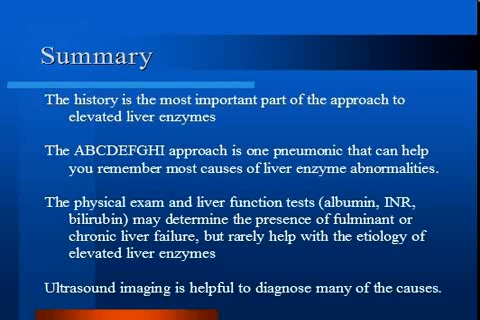 Summary
The history is the most important part of the approach to
elevated liver enzymes
The ABCDEFGHI approach is one pneumonic that can help
you remember most causes of liver enzyme abnormalities.
The physical exam and liver function tests (albumin, INR,
bilirubin) may determine the presence of fulminant or
chronic liver failure, but rarely help with the etiology of
elevated liver enzymes
Ultrasound imaging is helpful to diagnose many of the causes.